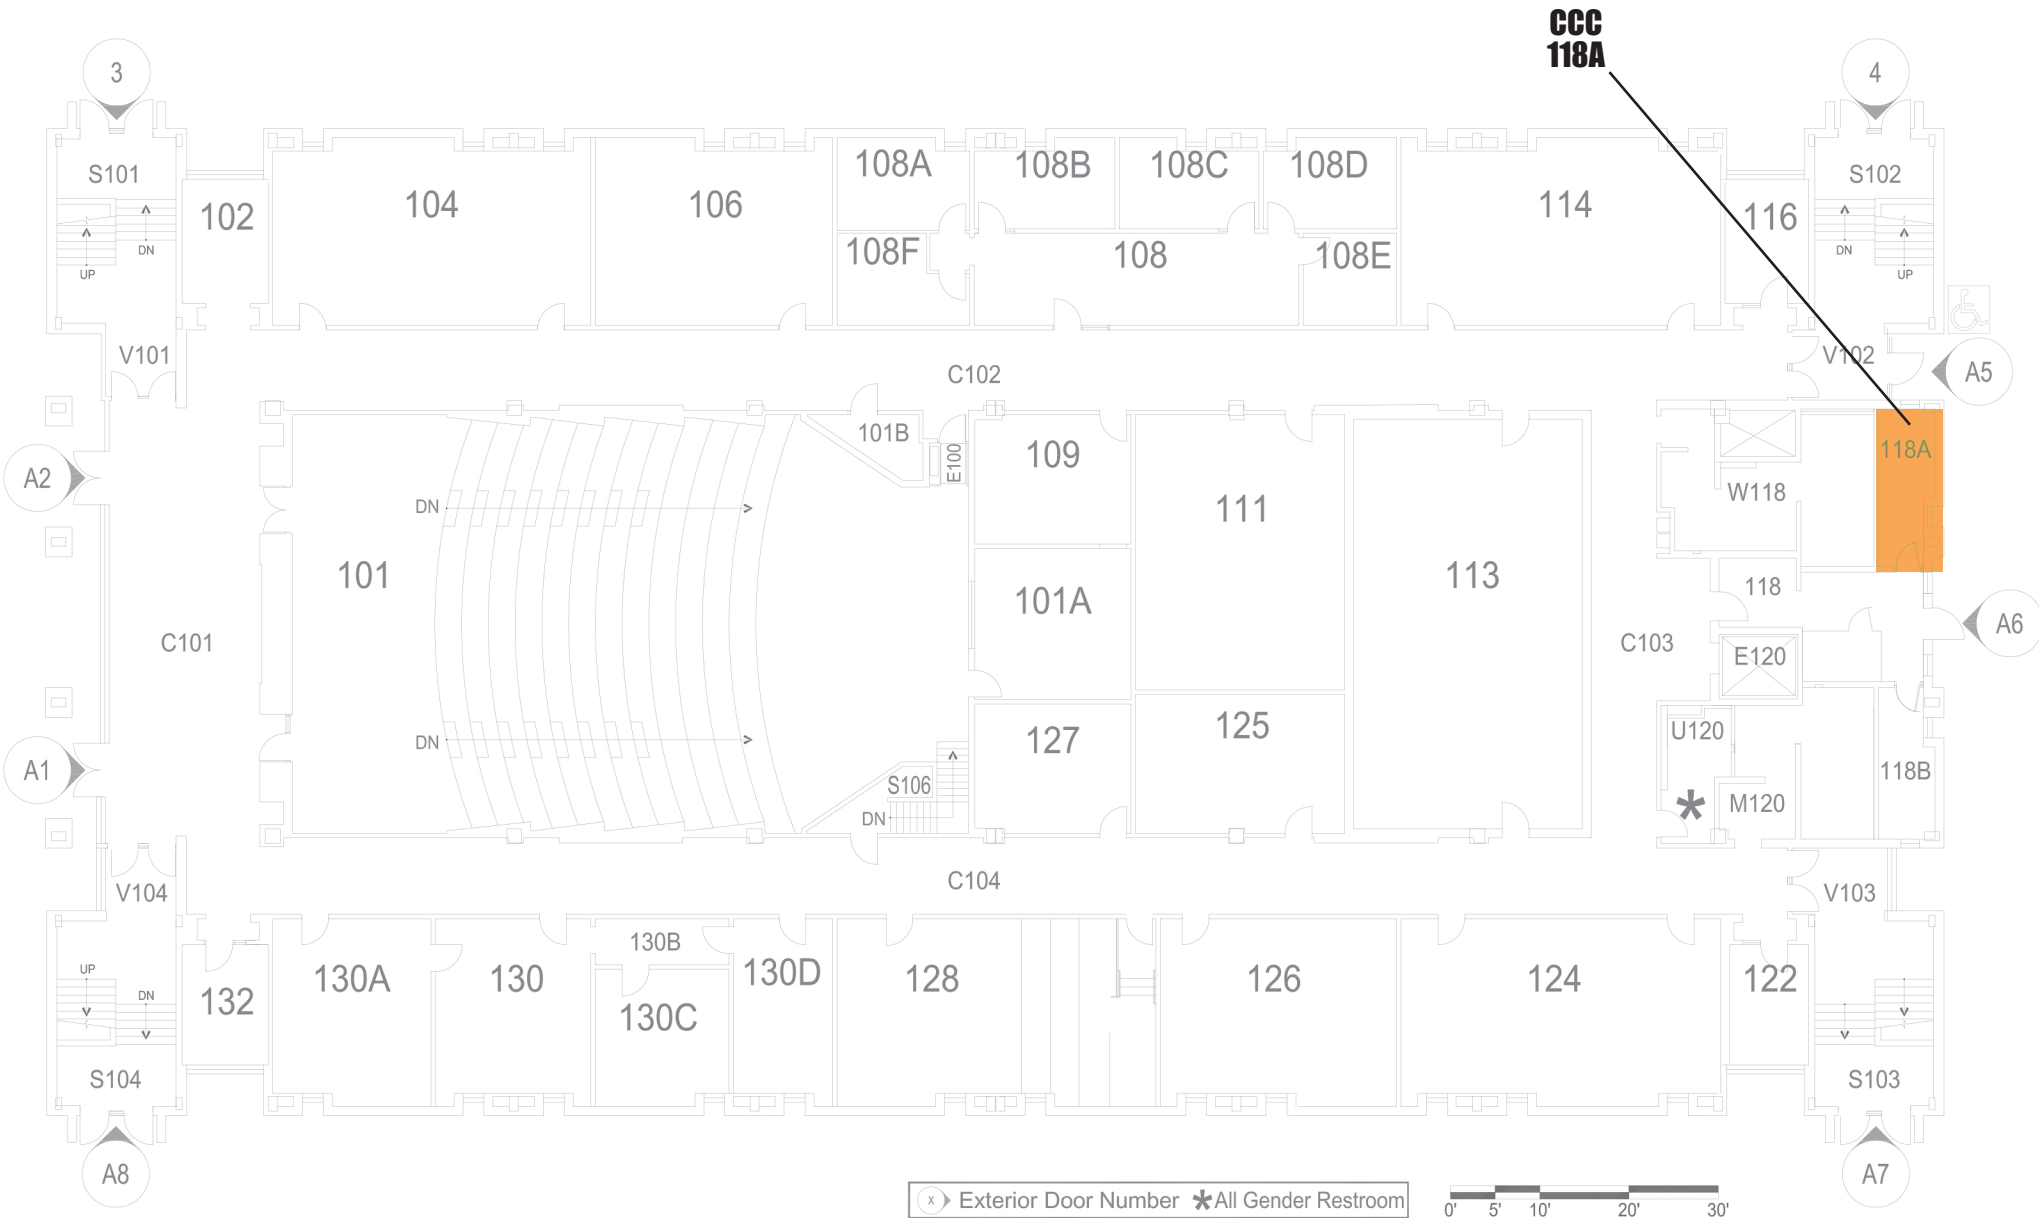 CCC
118A
3
4
S101
S102
102
104
106
108A
108B
108C
108D
114
116
DN
UP
108F
108
108E
DN
UP
V101
V102
C102
A5
A2
101B
E100
109
118A
DN
111
W118
101
113
101A
118
C101
C103
A6
E120
DN
127
125
U120
A1
S106
118B
DN
M120
*
V104
C104
V103
130B
UP
DN
132
130A
130
130C
130D
128
126
124
122
S104
S103
A8
A7
X Exterior Door Number *All Gender Restroom
0' 5' 10' 20' 30'